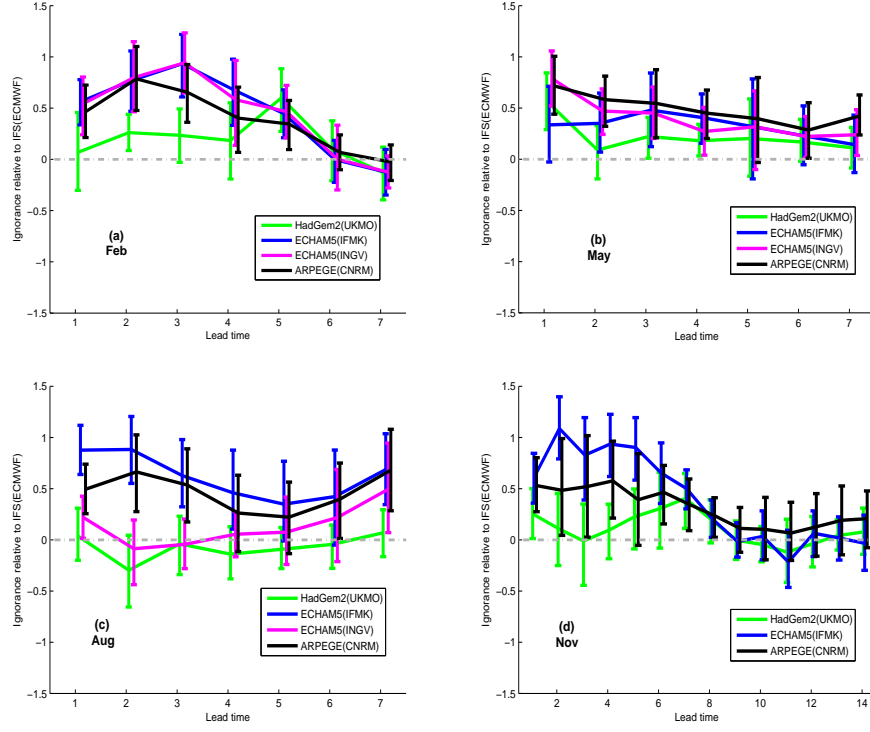 1.5
1
0.5
0
−0.5
−1
−1.5
Ignorance relative to IFS(ECMWF)
(a)
Feb
HadGem2(UKMO)
ECHAM5(IFMK)
ECHAM5(INGV)
ARPEGE(CNRM)
1 2 3 4 5 6 7
Lead time
1.5
1
0.5
0
−0.5
−1
−1.5
Ignorance relative to IFS(ECMWF)
(b)
May
HadGem2(UKMO)
ECHAM5(IFMK)
ECHAM5(INGV)
ARPEGE(CNRM)
1 2 3 4 5 6 7
Lead time
1.5
1
0.5
0
−0.5
−1
−1.5
Ignorance relative to IFS(ECMWF)
(c)
Aug
HadGem2(UKMO)
ECHAM5(IFMK)
ECHAM5(INGV)
ARPEGE(CNRM)
1 2 3 4 5 6 7
Lead time
1.5
1
0.5
0
−0.5
−1
−1.5
Ignorance relative to IFS(ECMWF)
(d)
Nov
HadGem2(UKMO)
ECHAM5(IFMK)
ARPEGE(CNRM)
2 4 6 8 10 12 14
Lead time